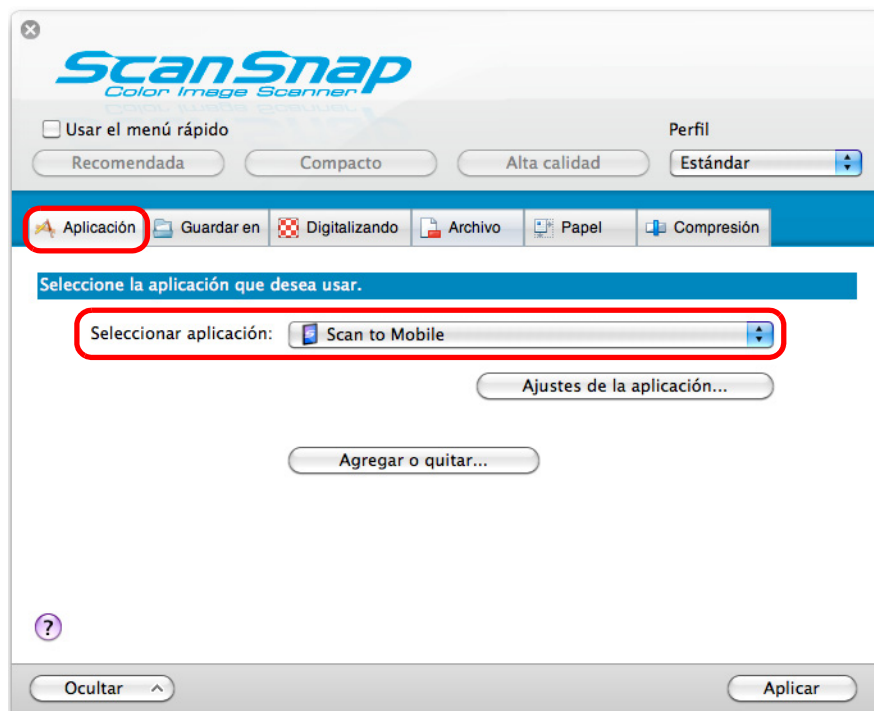 ScanSnap
Color Image Scanner
Usar el menú rápido
Perfil
Recomendada Compacto Alta calidad Estándar
Aplicación Guardar en Digitalizando Archivo Papel Compresión
Seleccione la aplicación que desea usar.
Seleccionar aplicación: Scan to Mobile
Ajustes de la aplicación...
Agregar o quitar...
?
Ocultar Aplicar